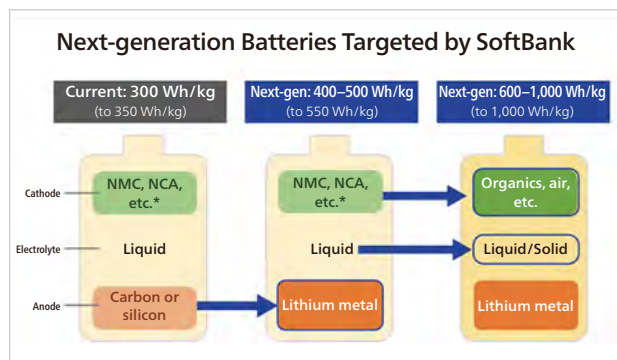 Next-generation Batteries Targeted by SoftBank
Current: 300 Wh/kg
(to 350 Wh/kg)
Next-gen: 400–500 Wh/kg
(to 550 Wh/kg)
Next-gen: 600–1,000 Wh/kg
(to 1,000 Wh/kg)
Cathode
NMC, NCA,
etc.*
NMC, NCA,
etc.*
Organics, air,
etc.
Electrolyte
Liquid
Liquid
Liquid/Solid
Anode
Carbon or
silicon
Lithium metal
Lithium metal